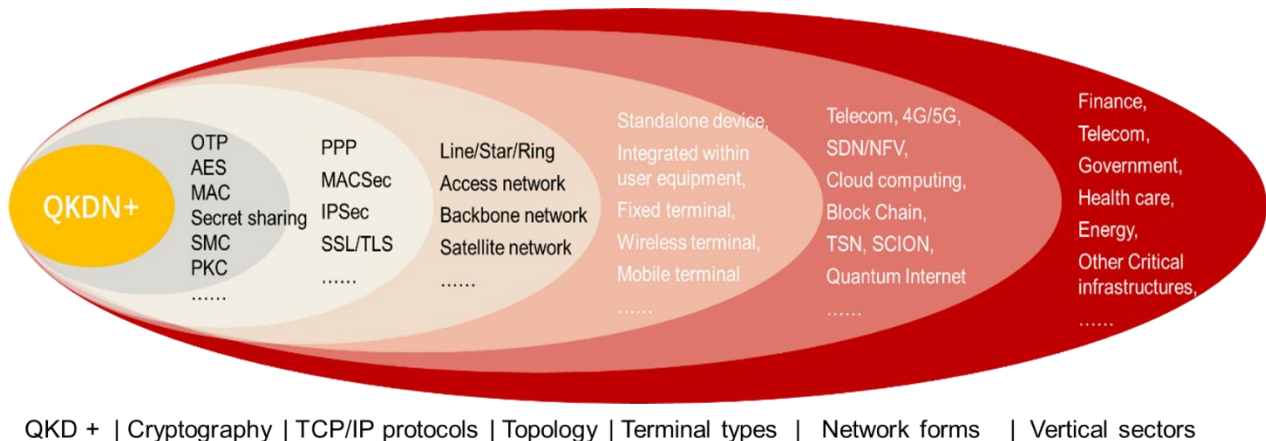 QKDN+
OTP
AES
MAC
Secret sharing
SMC
PKC
……
PPP
MACSec
IPSec
SSL/TLS
……
Line/Star/Ring
Access network
Backbone network
Satellite network
……
Standalone device,
Integrated within
user equipment,
Fixed terminal,
Wireless terminal,
Mobile terminal
……
Telecom, 4G/5G,
SDN/NFV,
Cloud computing,
Block Chain,
TSN, SCION,
Quantum Internet
……
Finance,
Telecom,
Government,
Health care,
Energy,
Other Critical
infrastructures,
……
QKD + | Cryptography | TCP/IP protocols | Topology | Terminal types | Network forms | Vertical sectors